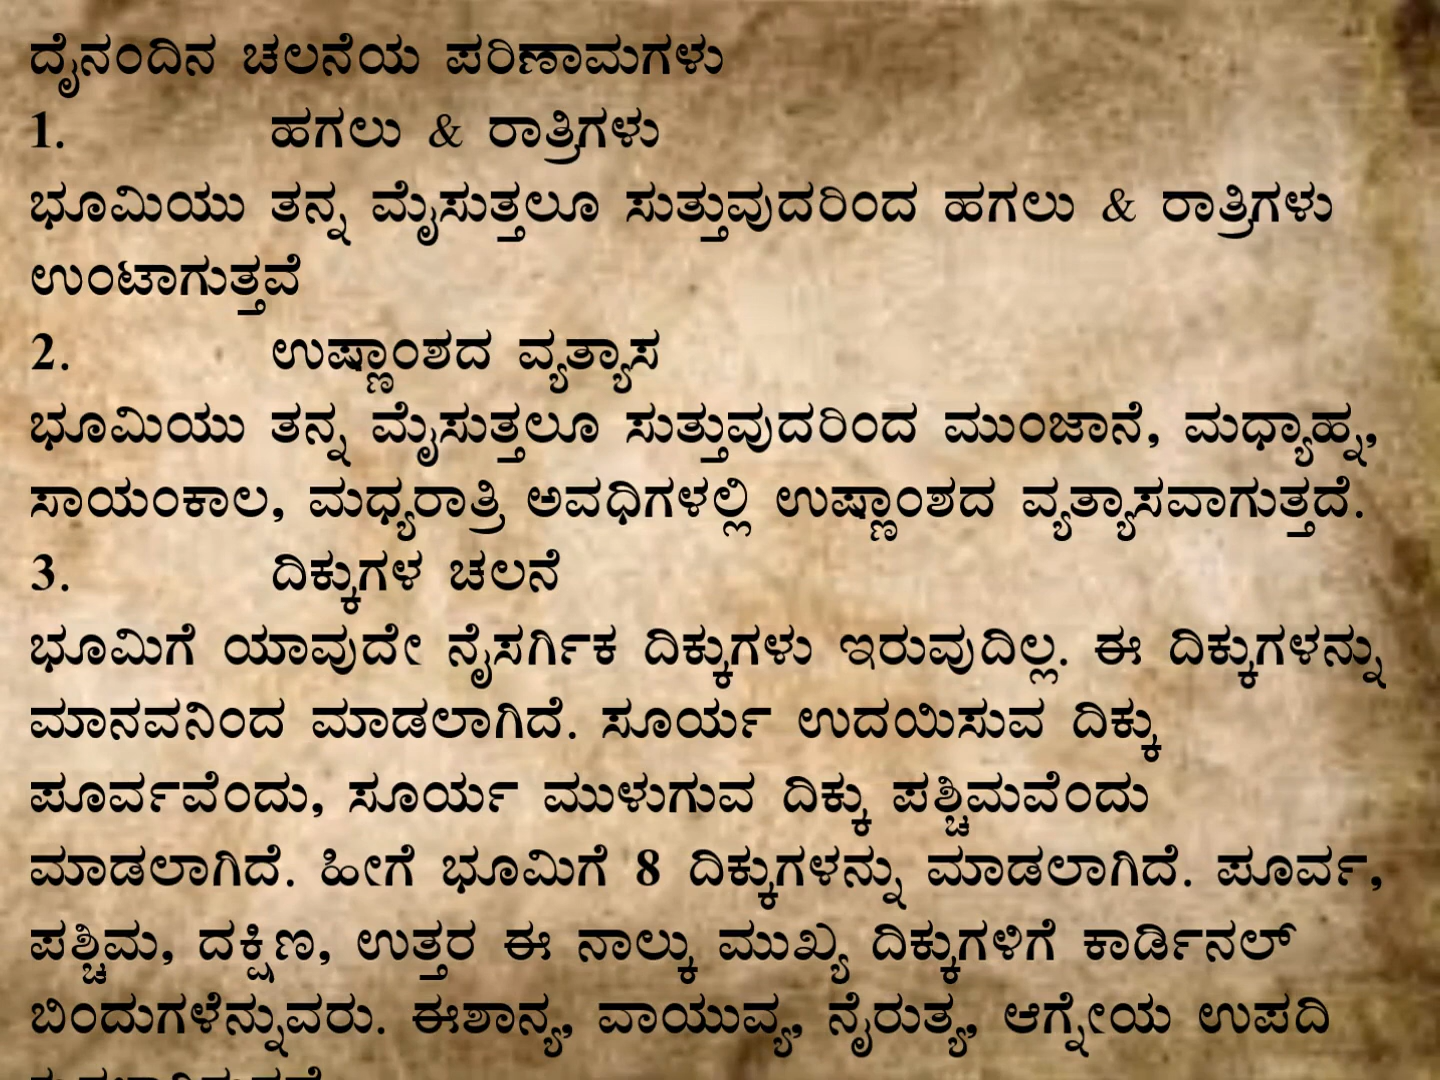 ದೈನಂದಿನ ಚಲನೆಯ ಪರಿಣಾಮಗಳು
1. ಹಗಲು & ರಾತ್ರಿಗಳು
ಭೂಮಿಯು ತನ್ನ ಮೈಸುತ್ತಲೂ ಸುತ್ತುವುದರಿಂದ ಹಗಲು & ರಾತ್ರಿಗಳು
ಉಂಟಾಗುತ್ತವೆ
2. ಉಷ್ಣಾಂಶದ ವ್ಯತ್ಯಾಸ
ಭೂಮಿಯು ತನ್ನ ಮೈಸುತ್ತಲೂ ಸುತ್ತುವುದರಿಂದ ಮುಂಜಾನೆ, ಮಧ್ಯಾಹ್ನ,
ಸಾಯಂಕಾಲ, ಮಧ್ಯರಾತ್ರಿ ಅವಧಿಗಳಲ್ಲಿ ಉಷ್ಣಾಂಶದ ವ್ಯತ್ಯಾಸವಾಗುತ್ತದೆ.
3. ದಿಕ್ಕುಗಳ ಚಲನೆ
ಭೂಮಿಗೆ ಯಾವುದೇ ನೈಸರ್ಗಿಕ ದಿಕ್ಕುಗಳು ಇರುವುದಿಲ್ಲ. ಈ ದಿಕ್ಕುಗಳನ್ನು
ಮಾನವನಿಂದ ಮಾಡಲಾಗಿದೆ. ಸೂರ್ಯ ಉದಯಿಸುವ ದಿಕ್ಕು
ಪೂರ್ವವೆಂದು, ಸೂರ್ಯ ಮುಳುಗುವ ದಿಕ್ಕು ಪಶ್ಚಿಮವೆಂದು
ಮಾಡಲಾಗಿದೆ. ಹೀಗೆ ಭೂಮಿಗೆ 8 ದಿಕ್ಕುಗಳನ್ನು ಮಾಡಲಾಗಿದೆ. ಪೂರ್ವ,
ಪಶ್ಚಿಮ, ದಕ್ಷಿಣ, ಉತ್ತರ ಈ ನಾಲ್ಕು ಮುಖ್ಯ ದಿಕ್ಕುಗಳಿಗೆ ಕಾರ್ಡಿನಲ್
ಬಿಂದುಗಳೆನ್ನುವರು. ಈಶಾನ್ಯ, ವಾಯುವ್ಯ, ನೈರುತ್ಯ, ಆಗ್ನೇಯ ಉಪದಿ